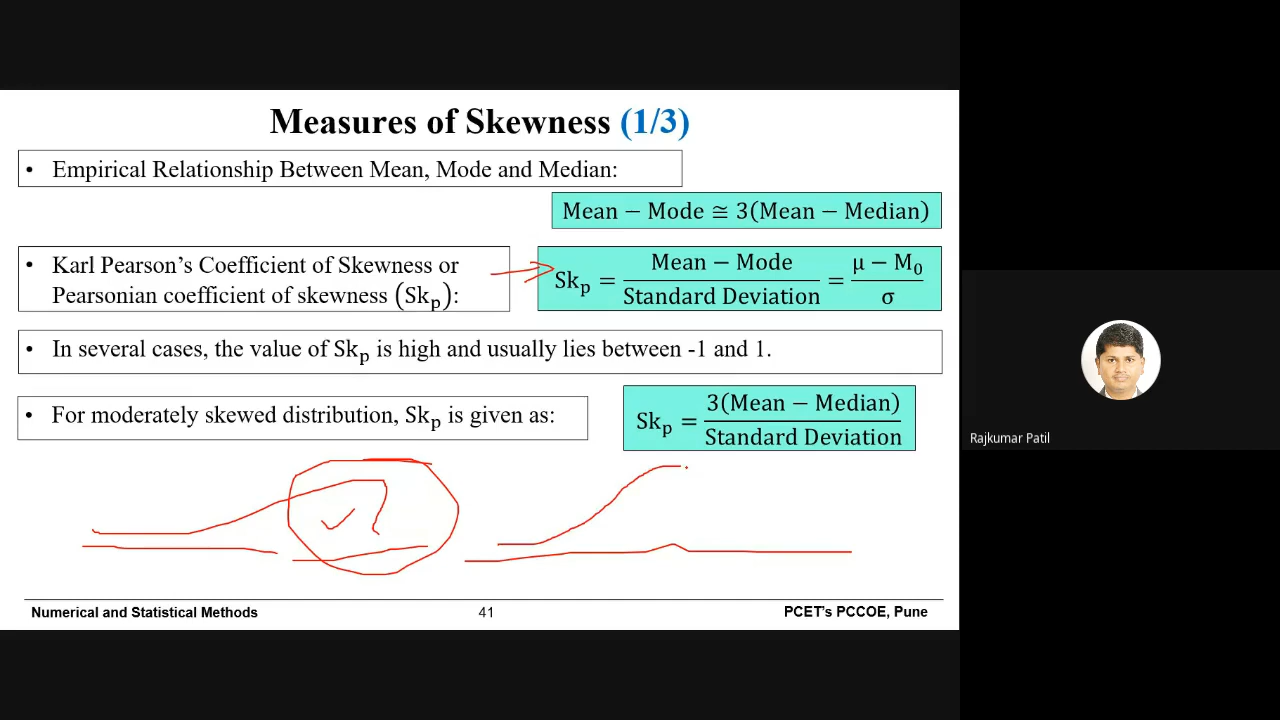 Measures of Skewness (1/3)
• Empirical Relationship Between Mean, Mode and Median:
Mean − Mode ≅ 3(Mean − Median)
• Karl Pearson's Coefficient of Skewness or
Pearsonian coefficient of skewness (Skₚ):
Skₚ = Mean − Mode / Standard Deviation = μ − M₀ / σ
• In several cases, the value of Skₚ is high and usually lies between -1 and 1.
• For moderately skewed distribution, Skₚ is given as:
Skₚ = 3(Mean − Median) / Standard Deviation
Numerical and Statistical Methods
41
PCET's PCCOE, Pune
Rajkumar Patil